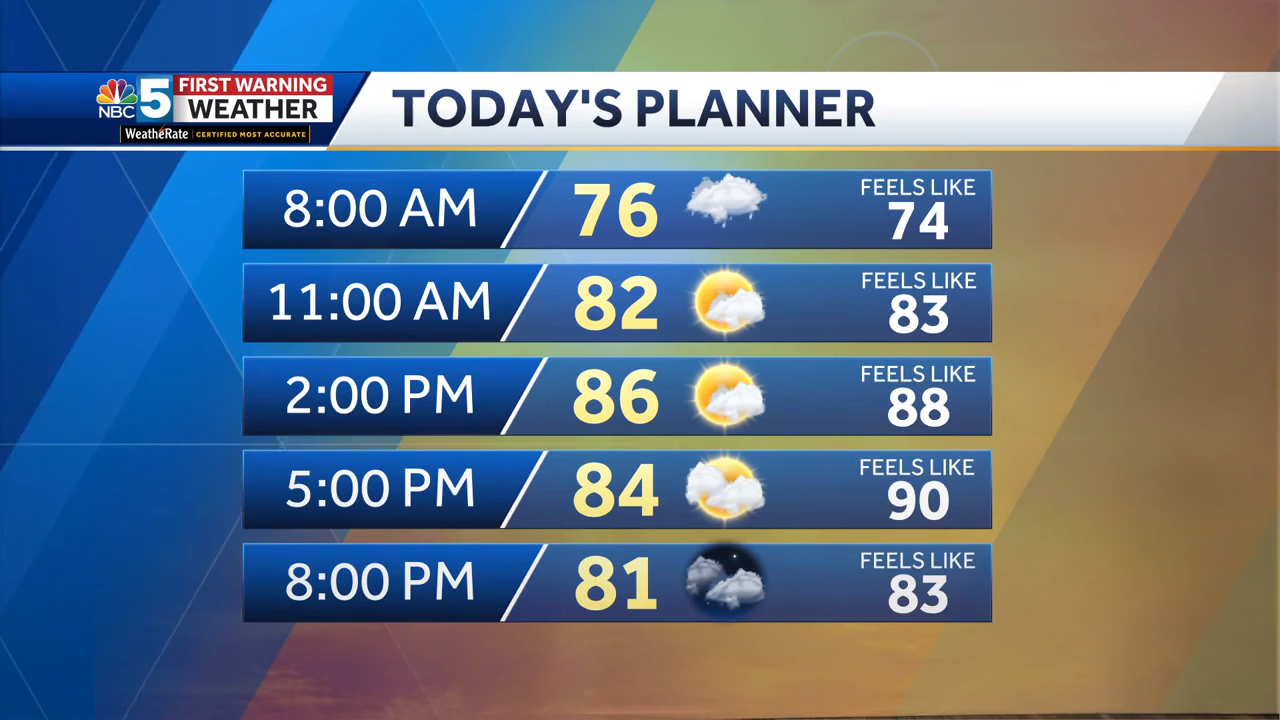 NBC 5 FIRST WARNING
WEATHER
WeatheRate CERTIFIED MOST ACCURATE
TODAY'S PLANNER
8:00 AM 76 FEELS LIKE 74
11:00 AM 82 FEELS LIKE 83
2:00 PM 86 FEELS LIKE 88
5:00 PM 84 FEELS LIKE 90
8:00 PM 81 FEELS LIKE 83